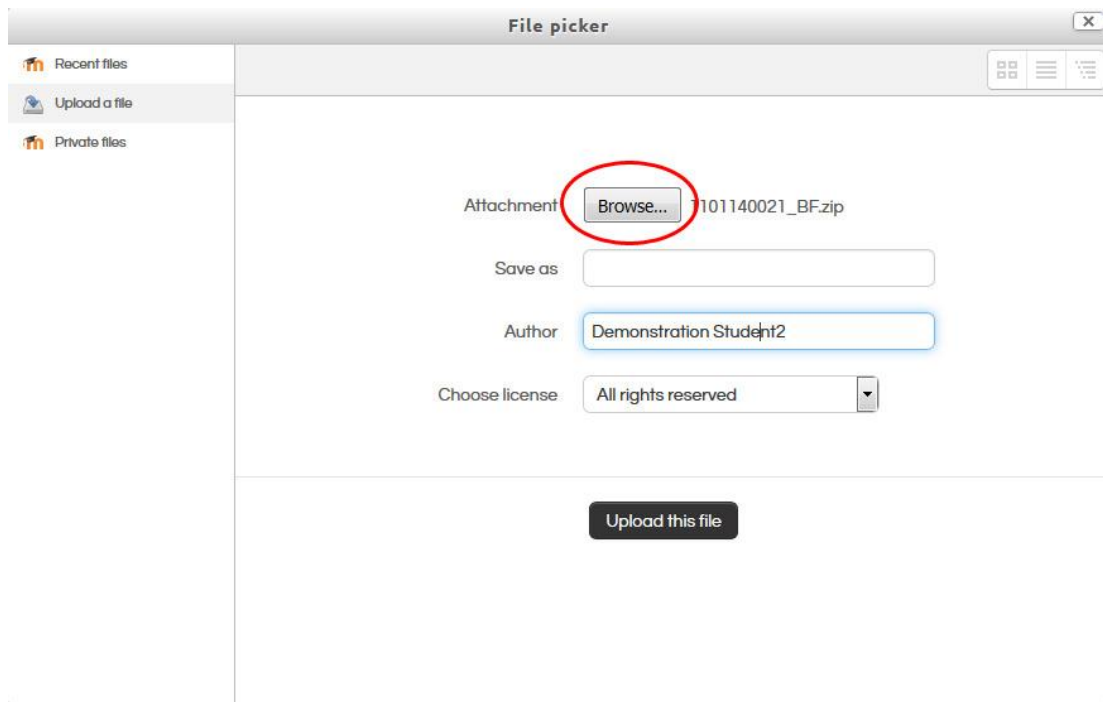 File picker
Recent files
Upload a file
Private files
Attachment Browse...
Save as
Author Demonstration Student2
Choose license All rights reserved
Upload this file